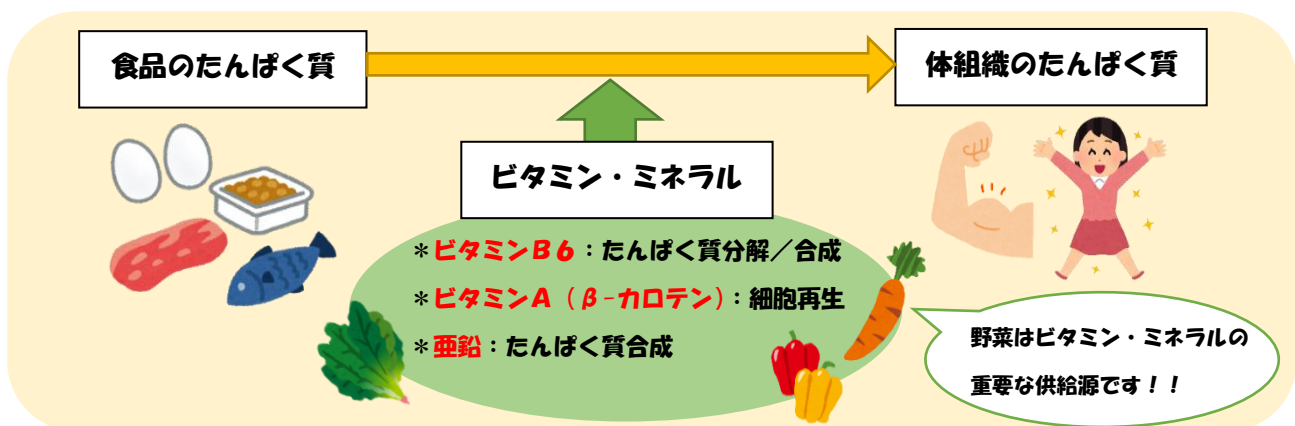 食品のたんぱく質
体組織のたんぱく質
ビタミン・ミネラル
＊ビタミンB6：たんぱく質分解／合成
＊ビタミンA（β-カロテン）：細胞再生
＊亜鉛：たんぱく質合成
野菜はビタミン・ミネラルの
重要な供給源です！！